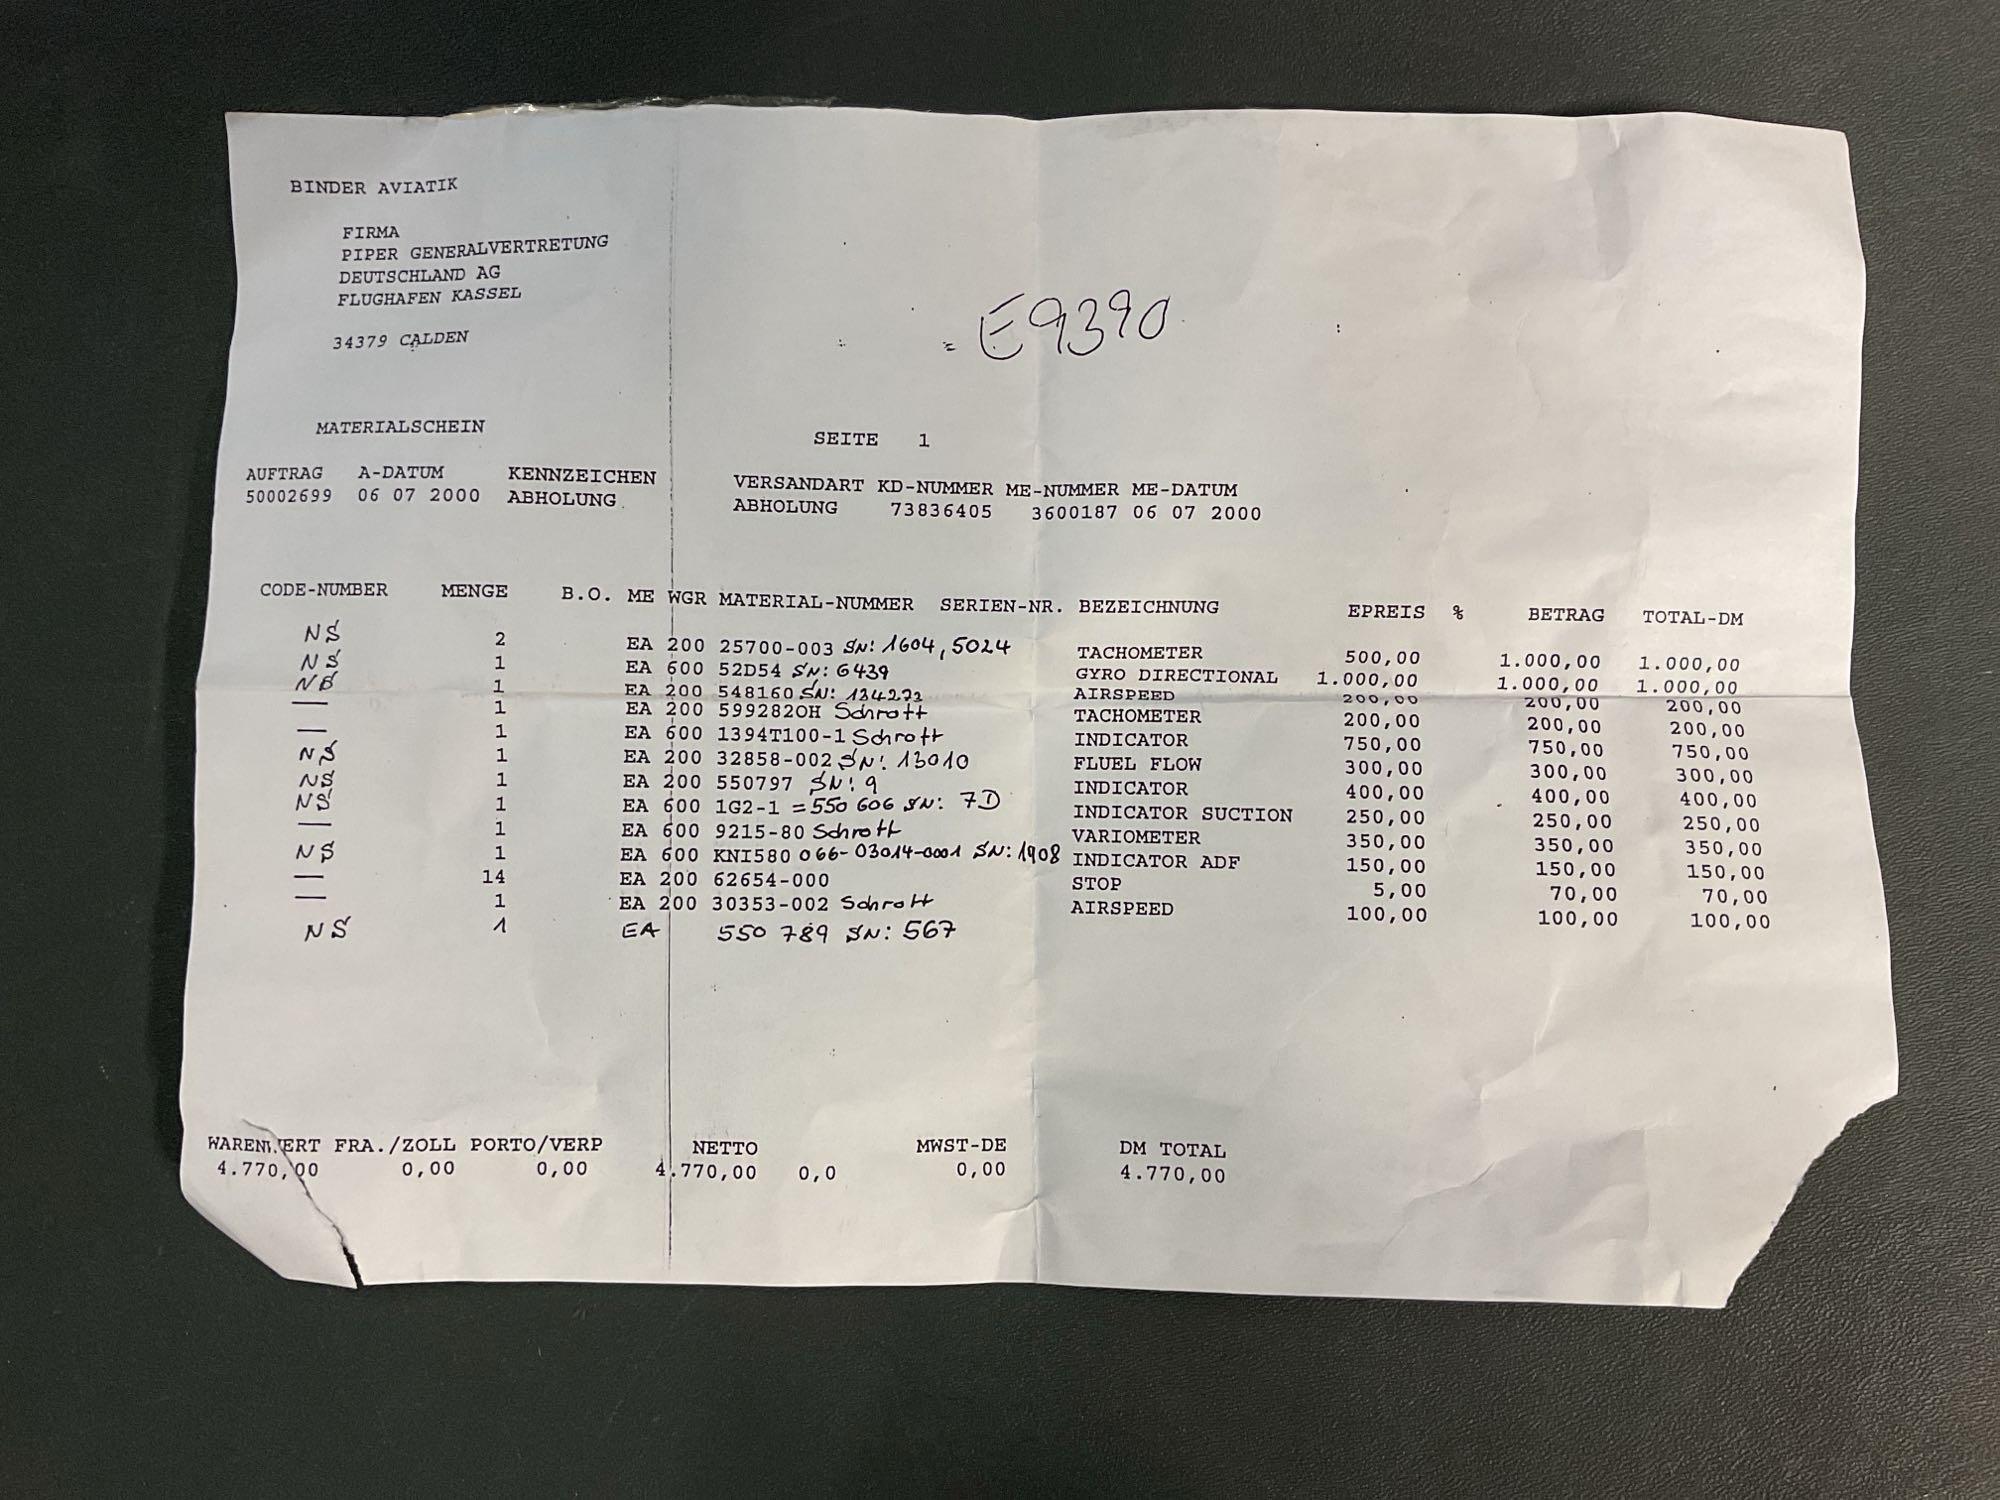 BINDER AVIATIK
FIRMA
PIPER GENERALVERTRETUNG
DEUTSCHLAND AG
FLUGHAFEN KASSEL
34379 CALDEN
E9390
MATERIALSCHEIN SEITE 1
AUFTRAG A-DATUM KENNZEICHEN VERSANDART KD-NUMMER ME-NUMMER ME-DATUM
50002699 06 07 2000 ABHOLUNG ABHOLUNG 73836405 3600187 06 07 2000
CODE-NUMBER MENGE B.O. ME WGR MATERIAL-NUMMER SERIEN-NR. BEZEICHNUNG EPREIS % BETRAG TOTAL-DM
NS 2 EA 200 25700-003 SN: 1604, 5024 TACHOMETER 500,00 1.000,00 1.000,00
NS 1 EA 600 52D54 SN: 6439 GYRO DIRECTIONAL 1.000,00 1.000,00 1.000,00
NB 1 EA 200 548160 SN: 134273 AIRSPEED 200,00 200,00 200,00
— 1 EA 200 599282OH Schrott TACHOMETER 200,00 200,00 200,00
— 1 EA 600 1394T100-1 Schrott INDICATOR 750,00 750,00 750,00
NS 1 EA 200 32858-002 SN: 13010 FLUEL FLOW 300,00 300,00 300,00
NS 1 EA 200 550797 SN: 9 INDICATOR 400,00 400,00 400,00
NS 1 EA 600 1G2-1 = 550 606 SN: 7D INDICATOR SUCTION 250,00 250,00 250,00
— 1 EA 600 9215-80 Schrott VARIOMETER 350,00 350,00 350,00
NS 1 EA 600 KNI580 066-03014-0001 SN: 1908 INDICATOR ADF 150,00 150,00 150,00
— 14 EA 200 62654-000 STOP 5,00 70,00 70,00
— 1 EA 200 30353-002 Schrott AIRSPEED 100,00 100,00 100,00
NS 1 EA 550 789 SN: 567
WARENWERT FRA./ZOLL PORTO/VERP NETTO MWST-DE DM TOTAL
4.770,00 0,00 0,00 4.770,00 0,0 0,00 4.770,00